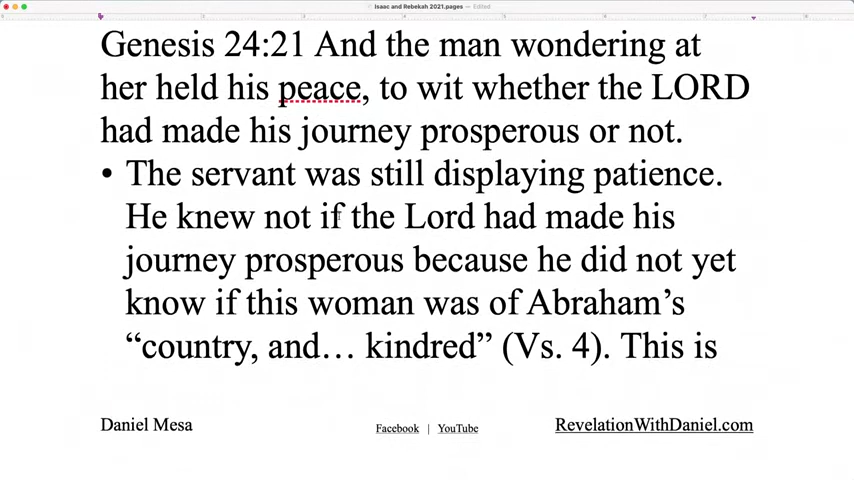 Isaac and Rebekah 2021.pages — Edited
Genesis 24:21 And the man wondering at
her held his peace, to wit whether the LORD
had made his journey prosperous or not.
• The servant was still displaying patience.
He knew not if the Lord had made his
journey prosperous because he did not yet
know if this woman was of Abraham’s
“country, and… kindred” (Vs. 4). This is
Daniel Mesa
Facebook | YouTube
RevelationWithDaniel.com